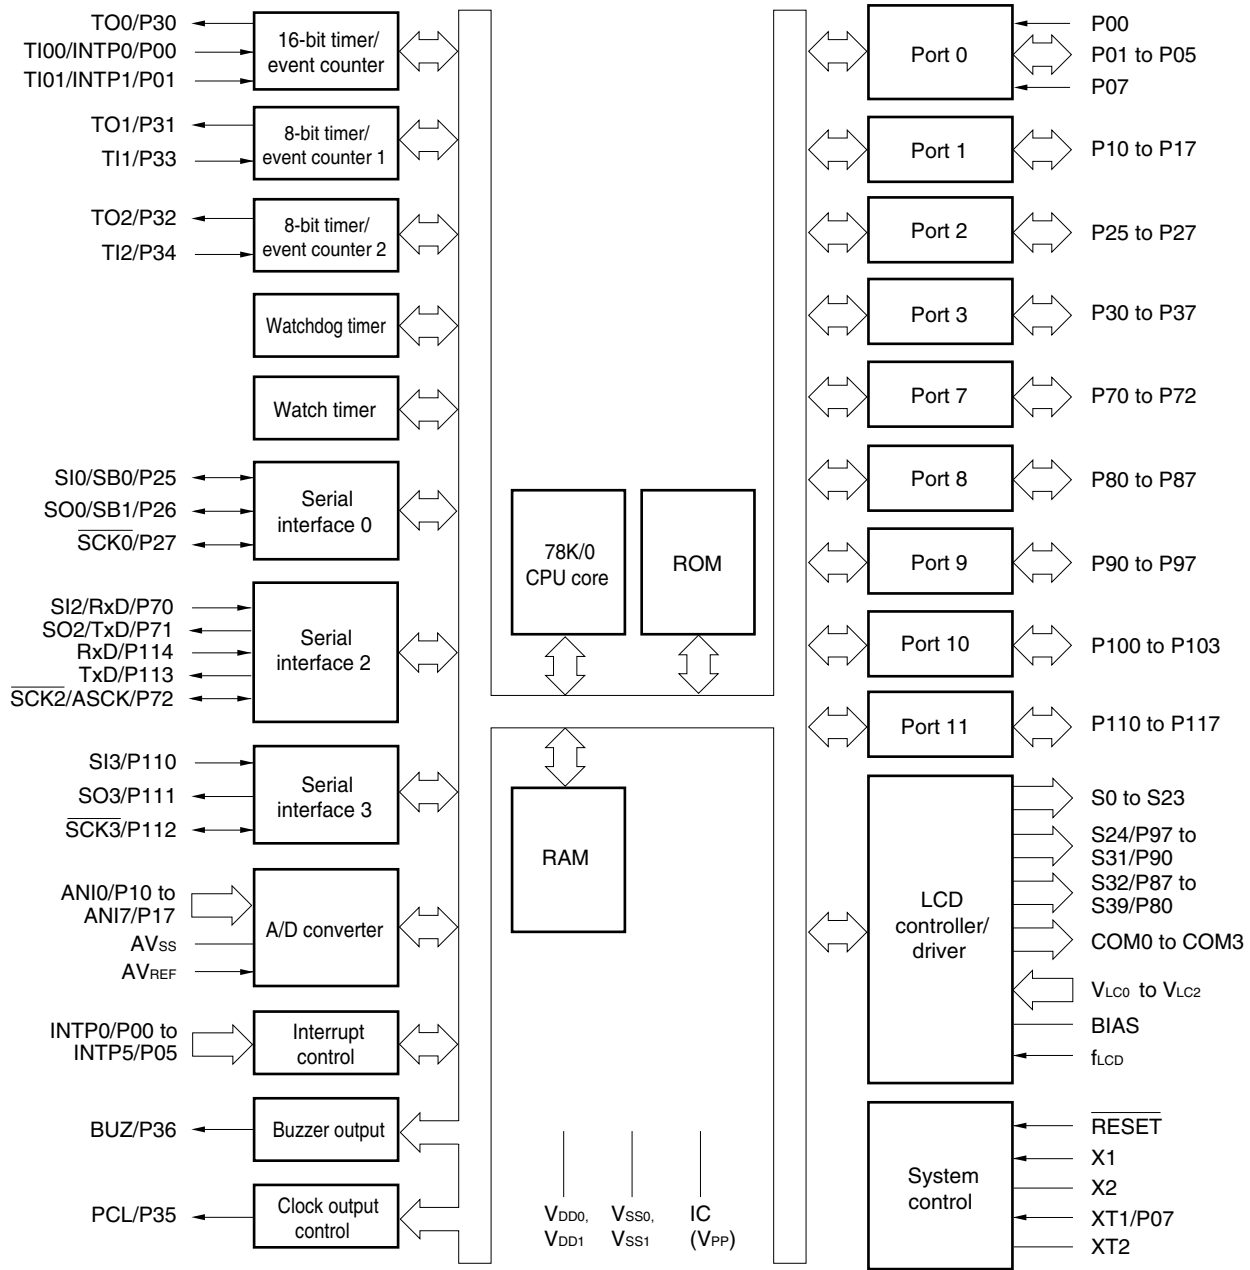 TO0/P30
TI00/INTP0/P00
TI01/INTP1/P01
16-bit timer/
event counter
TO1/P31
TI1/P33
8-bit timer/
event counter 1
TO2/P32
TI2/P34
8-bit timer/
event counter 2
Watchdog timer
Watch timer
SI0/SB0/P25
SO0/SB1/P26
SCK0/P27
Serial
interface 0
SI2/RxD/P70
SO2/TxD/P71
RxD/P114
TxD/P113
SCK2/ASCK/P72
Serial
interface 2
SI3/P110
SO3/P111
SCK3/P112
Serial
interface 3
ANI0/P10 to
ANI7/P17
AVSS
AVREF
A/D converter
INTP0/P00 to
INTP5/P05
Interrupt
control
BUZ/P36
Buzzer output
PCL/P35
Clock output
control
78K/0
CPU core
ROM
RAM
VDD0,
VDD1
VSS0,
VSS1
IC
(VPP)
Port 0
P00
P01 to P05
P07
Port 1
P10 to P17
Port 2
P25 to P27
Port 3
P30 to P37
Port 7
P70 to P72
Port 8
P80 to P87
Port 9
P90 to P97
Port 10
P100 to P103
Port 11
P110 to P117
LCD
controller/
driver
S0 to S23
S24/P97 to
S31/P90
S32/P87 to
S39/P80
COM0 to COM3
VLC0 to VLC2
BIAS
fLCD
System
control
RESET
X1
X2
XT1/P07
XT2